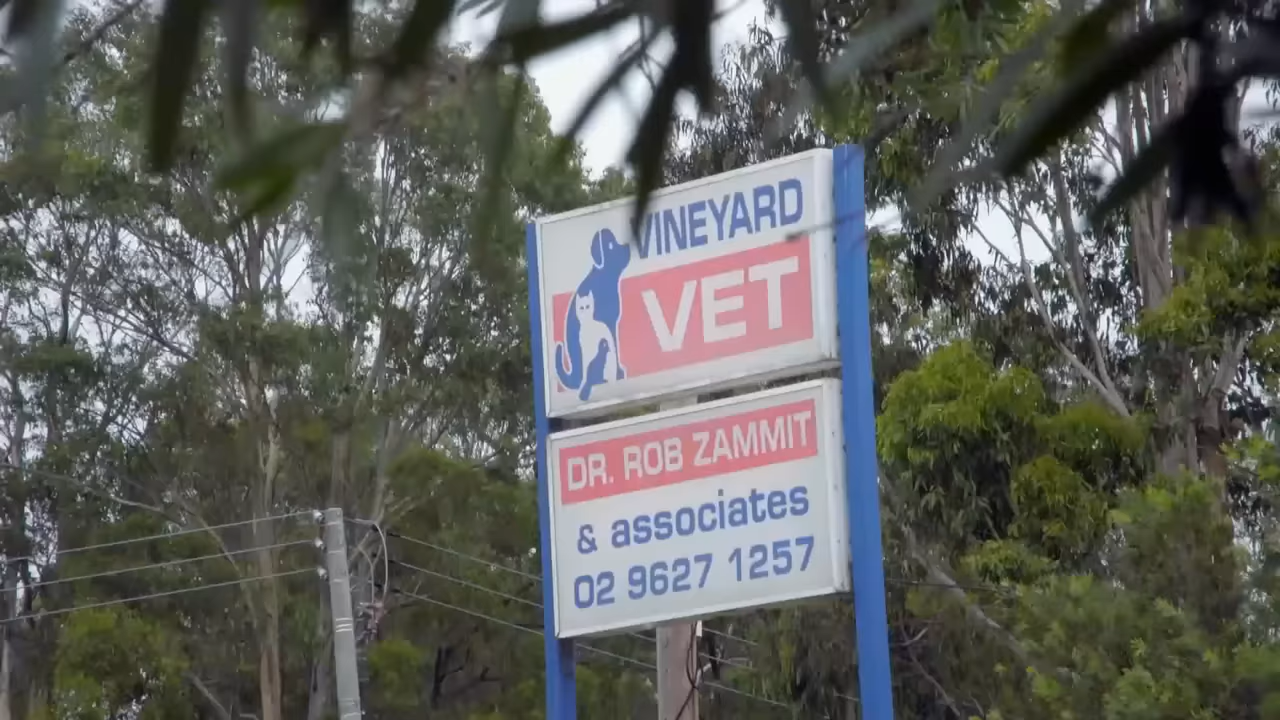 VINEYARD
VET
DR. ROB ZAMMIT
& associates
02 9627 1257